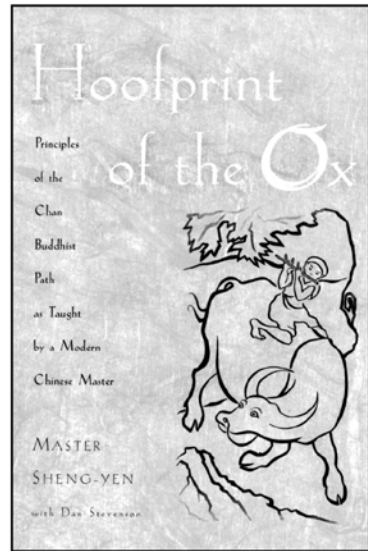 Hoofprint
of the Ox
Principles
of the
Chan
Buddhist
Path
as Taught
by a Modern
Chinese Master
MASTER
SHENG-YEN
with Dan Stevenson